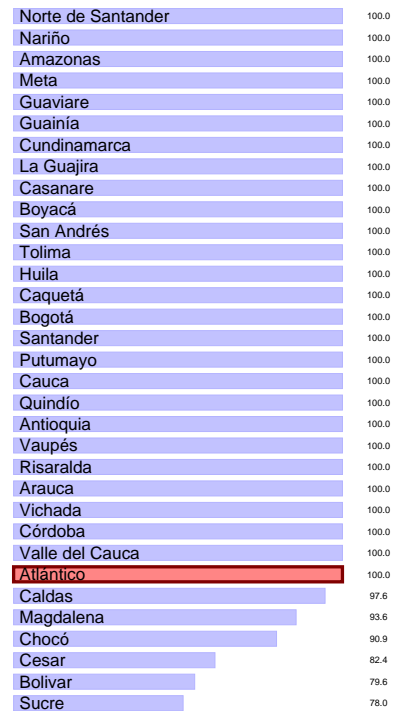 Norte de Santander 100.0
Nariño 100.0
Amazonas 100.0
Meta 100.0
Guaviare 100.0
Guainía 100.0
Cundinamarca 100.0
La Guajira 100.0
Casanare 100.0
Boyacá 100.0
San Andrés 100.0
Tolima 100.0
Huila 100.0
Caquetá 100.0
Bogotá 100.0
Santander 100.0
Putumayo 100.0
Cauca 100.0
Quindío 100.0
Antioquia 100.0
Vaupés 100.0
Risaralda 100.0
Arauca 100.0
Vichada 100.0
Córdoba 100.0
Valle del Cauca 100.0
Atlántico 100.0
Caldas 97.6
Magdalena 93.6
Chocó 90.9
Cesar 82.4
Bolivar 79.6
Sucre 78.0